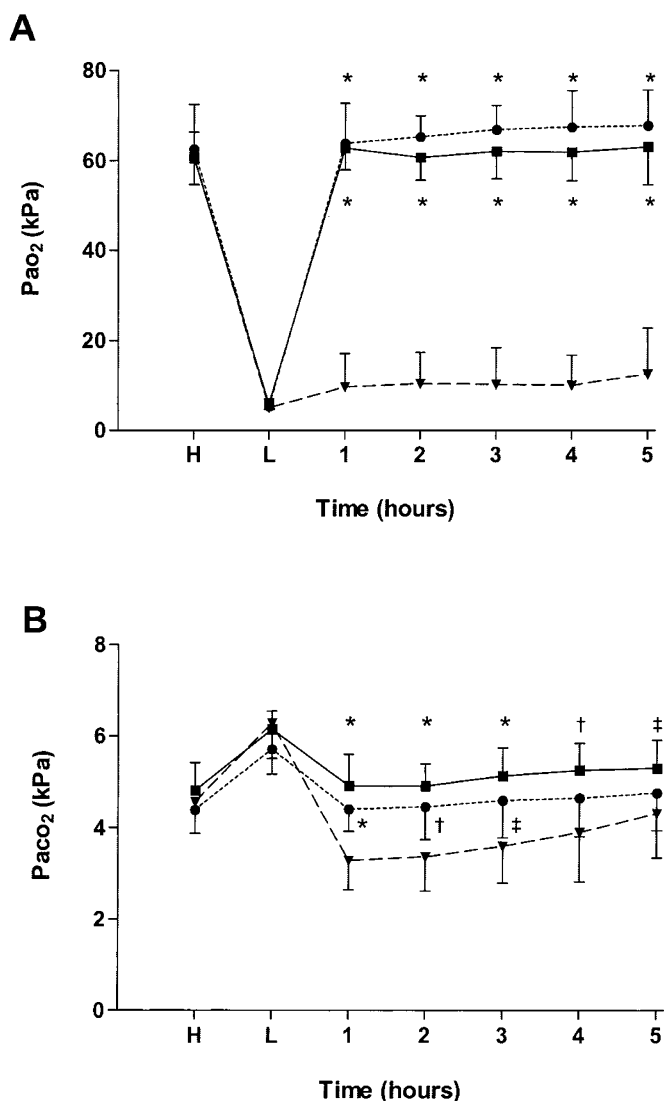 A
80
* * * * *
60
* * * * *
40
20
0
Pao₂ (kPa)
H L 1 2 3 4 5
Time (hours)
B
8
* * * † ‡
6
* † ‡
4
2
0
Paco₂ (kPa)
H L 1 2 3 4 5
Time (hours)